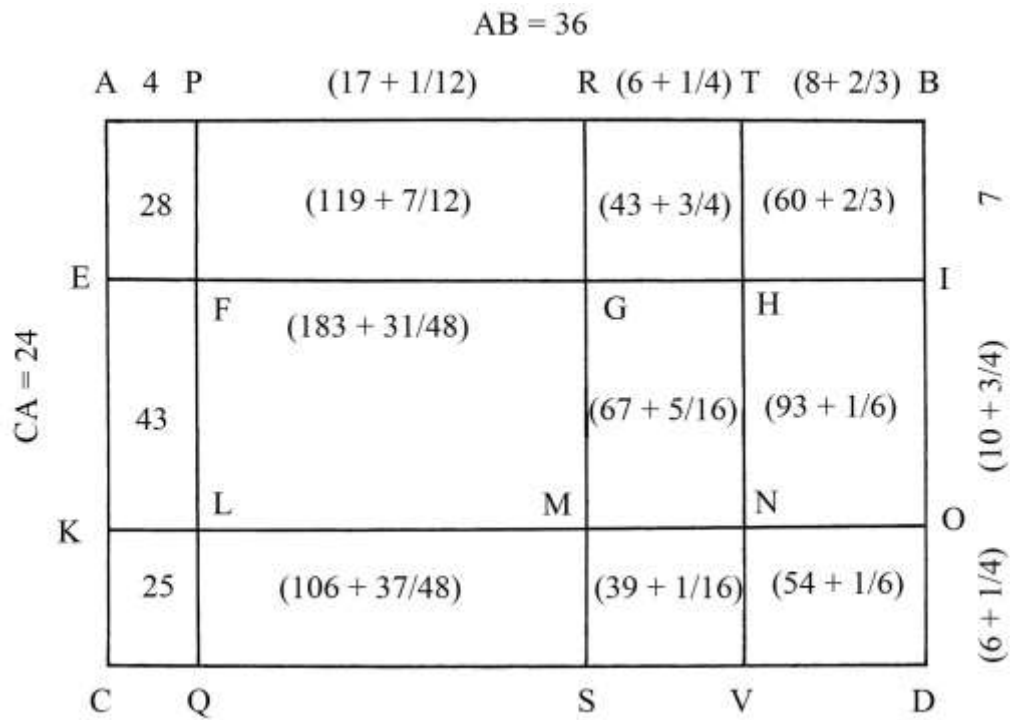 AB = 36
A 4 P (17 + 1/12) R (6 + 1/4) T (8+ 2/3) B
28 (119 + 7/12) (43 + 3/4) (60 + 2/3) 7
E I
F G H
(183 + 31/48)
CA = 24
43 (67 + 5/16) (93 + 1/6) (10 + 3/4)
L M N
K O
25 (106 + 37/48) (39 + 1/16) (54 + 1/6) (6 + 1/4)
C Q S V D